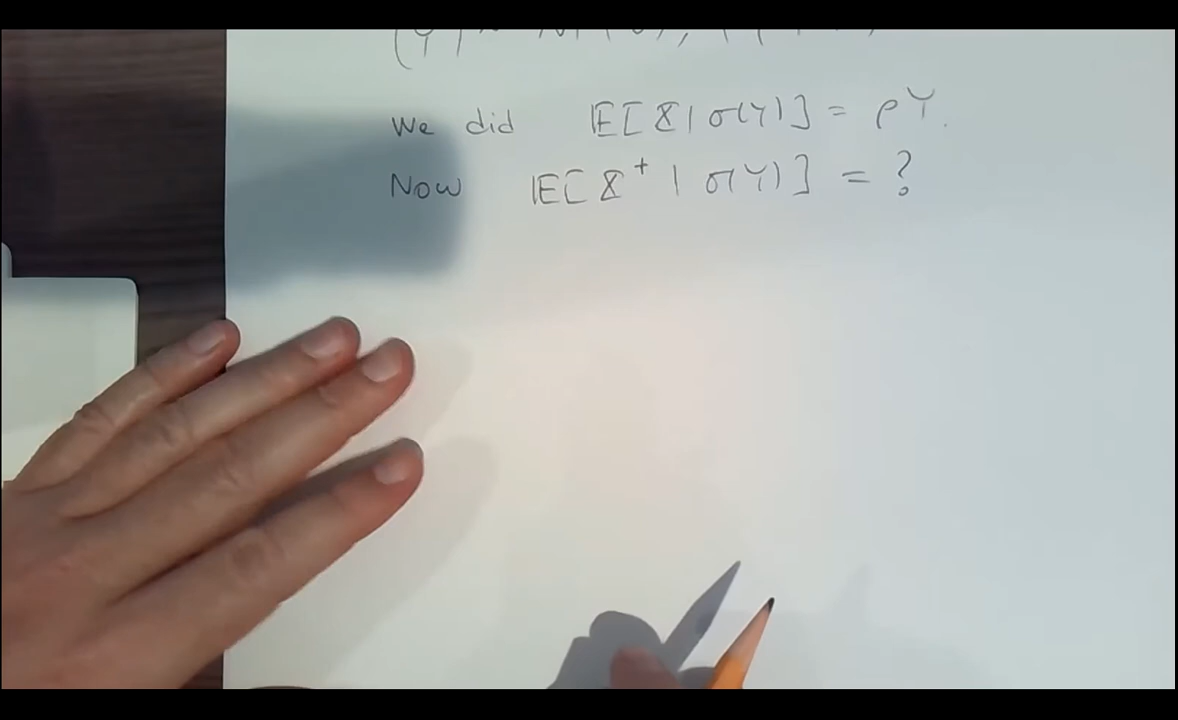 We did 𝔼[X | σ(Y)] = ρY.
Now 𝔼[X⁺ | σ(Y)] = ?